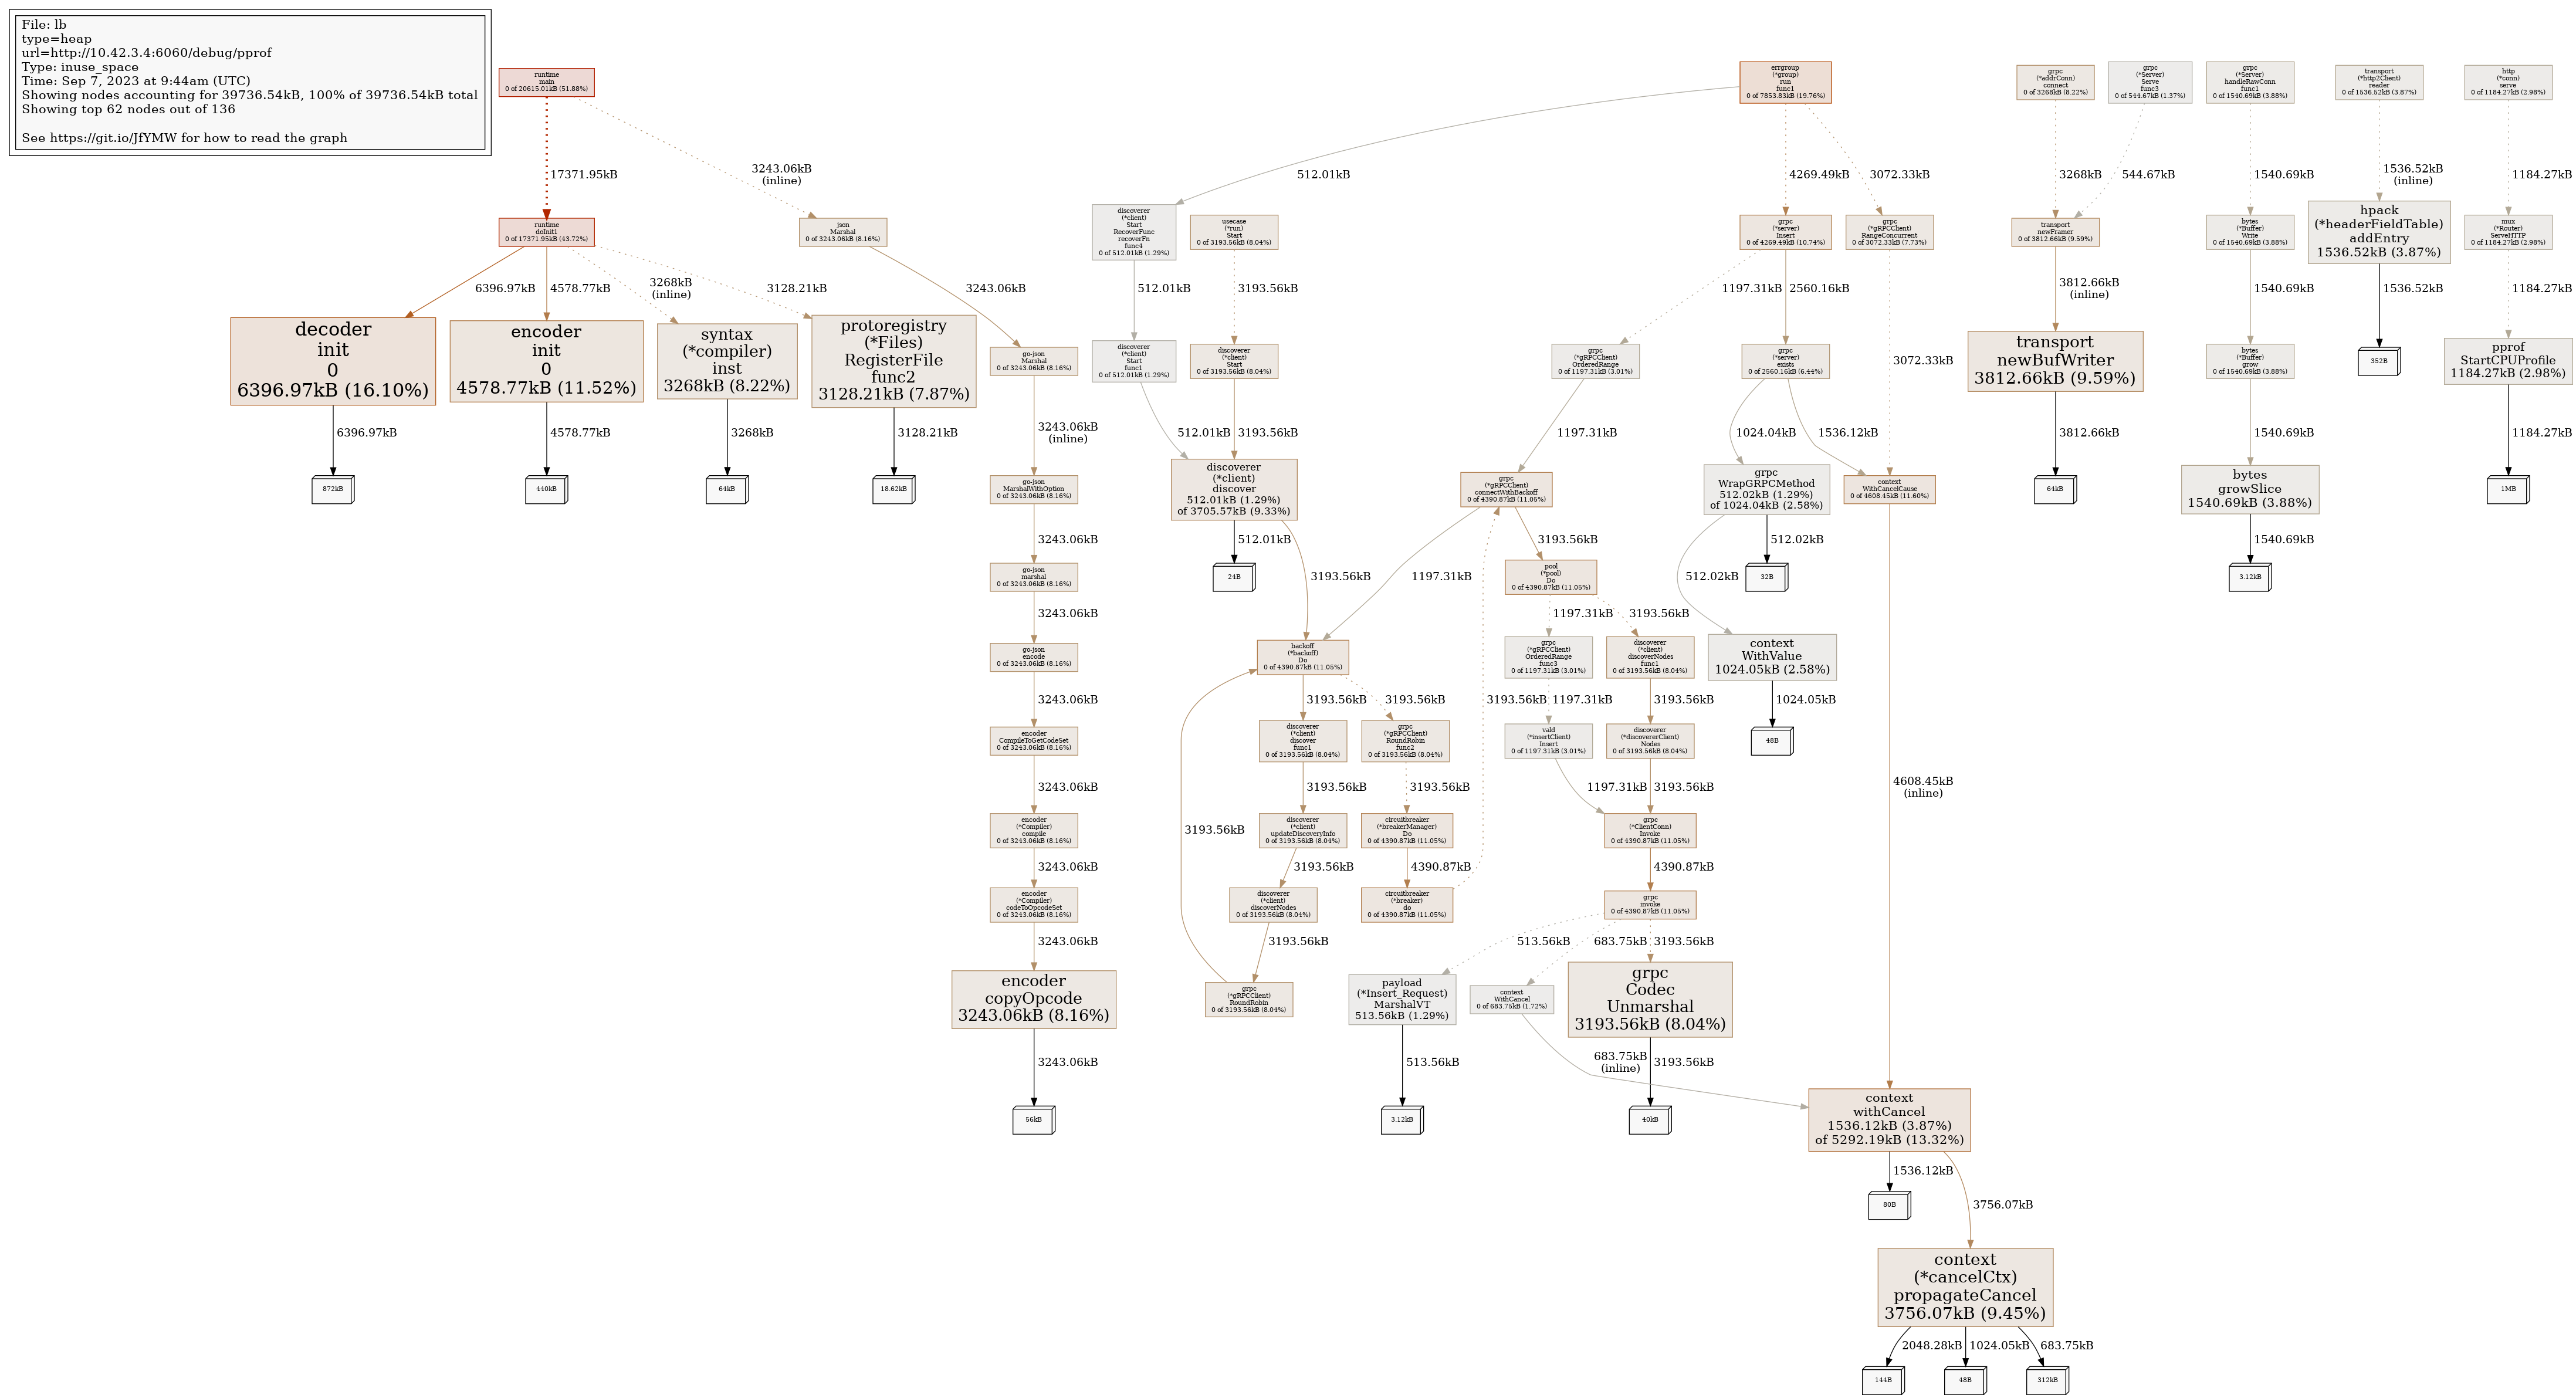 File: lb
type=heap
url=http://10.42.3.4:6060/debug/pprof
Type: inuse_space
Time: Sep 7, 2023 at 9:44am (UTC)
Showing nodes accounting for 39736.54kB, 100% of 39736.54kB total
Showing top 62 nodes out of 136
See https://git.io/JfYMW for how to read the graph
runtime
main
0 of 20615.01kB (51.88%)
errgroup
(*group)
run
func1
0 of 7853.83kB (19.76%)
grpc
(*addrConn)
connect
0 of 3268kB (8.22%)
grpc
(*Server)
Serve
func3
0 of 544.67kB (1.37%)
grpc
(*Server)
handleRawConn
func1
0 of 1540.69kB (3.88%)
transport
(*http2Client)
reader
0 of 1536.52kB (3.87%)
http
(*conn)
serve
0 of 1184.27kB (2.98%)
17371.95kB
3243.06kB
(inline)
512.01kB
4269.49kB
3072.33kB
3268kB
544.67kB
1540.69kB
1536.52kB
(inline)
1184.27kB
runtime
doInit1
0 of 17371.95kB (43.72%)
json
Marshal
0 of 3243.06kB (8.16%)
discoverer
(*client)
Start
RecoverFunc
recoverFn
func4
0 of 512.01kB (1.29%)
usecase
(*run)
Start
0 of 3193.56kB (8.04%)
grpc
(*server)
Insert
0 of 4269.49kB (10.74%)
grpc
(*gRPCClient)
RangeConcurrent
0 of 3072.33kB (7.73%)
transport
newFramer
0 of 3812.66kB (9.59%)
bytes
(*Buffer)
Write
0 of 1540.69kB (3.88%)
hpack
(*headerFieldTable)
addEntry
1536.52kB (3.87%)
mux
(*Router)
ServeHTTP
0 of 1184.27kB (2.98%)
6396.97kB
4578.77kB
3268kB
(inline)
3128.21kB
3243.06kB
512.01kB
3193.56kB
1197.31kB
2560.16kB
3072.33kB
3812.66kB
(inline)
1540.69kB
1536.52kB
1184.27kB
decoder
init
0
6396.97kB (16.10%)
encoder
init
0
4578.77kB (11.52%)
syntax
(*compiler)
inst
3268kB (8.22%)
protoregistry
(*Files)
RegisterFile
func2
3128.21kB (7.87%)
go-json
Marshal
0 of 3243.06kB (8.16%)
discoverer
(*client)
Start
func1
0 of 512.01kB (1.29%)
discoverer
(*client)
Start
0 of 3193.56kB (8.04%)
grpc
(*gRPCClient)
OrderedRange
0 of 1197.31kB (3.01%)
grpc
(*server)
exists
0 of 2560.16kB (6.44%)
transport
newBufWriter
3812.66kB (9.59%)
bytes
(*Buffer)
grow
0 of 1540.69kB (3.88%)
352B
pprof
StartCPUProfile
1184.27kB (2.98%)
6396.97kB
4578.77kB
3268kB
3128.21kB
3243.06kB
(inline)
512.01kB
3193.56kB
1197.31kB
1024.04kB
1536.12kB
3812.66kB
1540.69kB
1184.27kB
872kB
440kB
64kB
18.62kB
go-json
MarshalWithOption
0 of 3243.06kB (8.16%)
discoverer
(*client)
discover
512.01kB (1.29%)
of 3705.57kB (9.33%)
grpc
(*gRPCClient)
connectWithBackoff
0 of 4390.87kB (11.05%)
grpc
WrapGRPCMethod
512.02kB (1.29%)
of 1024.04kB (2.58%)
context
WithCancelCause
0 of 4608.45kB (11.60%)
64kB
bytes
growSlice
1540.69kB (3.88%)
1MB
3243.06kB
512.01kB
3193.56kB
1197.31kB
3193.56kB
512.02kB
512.02kB
1540.69kB
go-json
marshal
0 of 3243.06kB (8.16%)
24B
pool
(*pool)
Do
0 of 4390.87kB (11.05%)
32B
3.12kB
3243.06kB
1197.31kB
3193.56kB
go-json
encode
0 of 3243.06kB (8.16%)
backoff
(*backoff)
Do
0 of 4390.87kB (11.05%)
grpc
(*gRPCClient)
OrderedRange
func3
0 of 1197.31kB (3.01%)
discoverer
(*client)
discoverNodes
func1
0 of 3193.56kB (8.04%)
context
WithValue
1024.05kB (2.58%)
3243.06kB
3193.56kB
3193.56kB
3193.56kB
1197.31kB
3193.56kB
1024.05kB
encoder
CompileToGetCodeSet
0 of 3243.06kB (8.16%)
discoverer
(*client)
discover
func1
0 of 3193.56kB (8.04%)
grpc
(*gRPCClient)
RoundRobin
func2
0 of 3193.56kB (8.04%)
vald
(*insertClient)
Insert
0 of 1197.31kB (3.01%)
discoverer
(*discovererClient)
Nodes
0 of 3193.56kB (8.04%)
48B
3243.06kB
3193.56kB
3193.56kB
1197.31kB
3193.56kB
4608.45kB
(inline)
encoder
(*Compiler)
compile
0 of 3243.06kB (8.16%)
3193.56kB
discoverer
(*client)
updateDiscoveryInfo
0 of 3193.56kB (8.04%)
circuitbreaker
(*breakerManager)
Do
0 of 4390.87kB (11.05%)
grpc
(*ClientConn)
Invoke
0 of 4390.87kB (11.05%)
3243.06kB
3193.56kB
4390.87kB
4390.87kB
encoder
(*Compiler)
codeToOpcodeSet
0 of 3243.06kB (8.16%)
discoverer
(*client)
discoverNodes
0 of 3193.56kB (8.04%)
circuitbreaker
(*breaker)
do
0 of 4390.87kB (11.05%)
grpc
invoke
0 of 4390.87kB (11.05%)
3243.06kB
3193.56kB
513.56kB
683.75kB
3193.56kB
encoder
copyOpcode
3243.06kB (8.16%)
grpc
(*gRPCClient)
RoundRobin
0 of 3193.56kB (8.04%)
payload
(*Insert_Request)
MarshalVT
513.56kB (1.29%)
context
WithCancel
0 of 683.75kB (1.72%)
grpc
Codec
Unmarshal
3193.56kB (8.04%)
3243.06kB
513.56kB
683.75kB
(inline)
3193.56kB
56kB
3.12kB
40kB
context
withCancel
1536.12kB (3.87%)
of 5292.19kB (13.32%)
1536.12kB
3756.07kB
80B
context
(*cancelCtx)
propagateCancel
3756.07kB (9.45%)
2048.28kB
1024.05kB
683.75kB
144B
48B
312kB